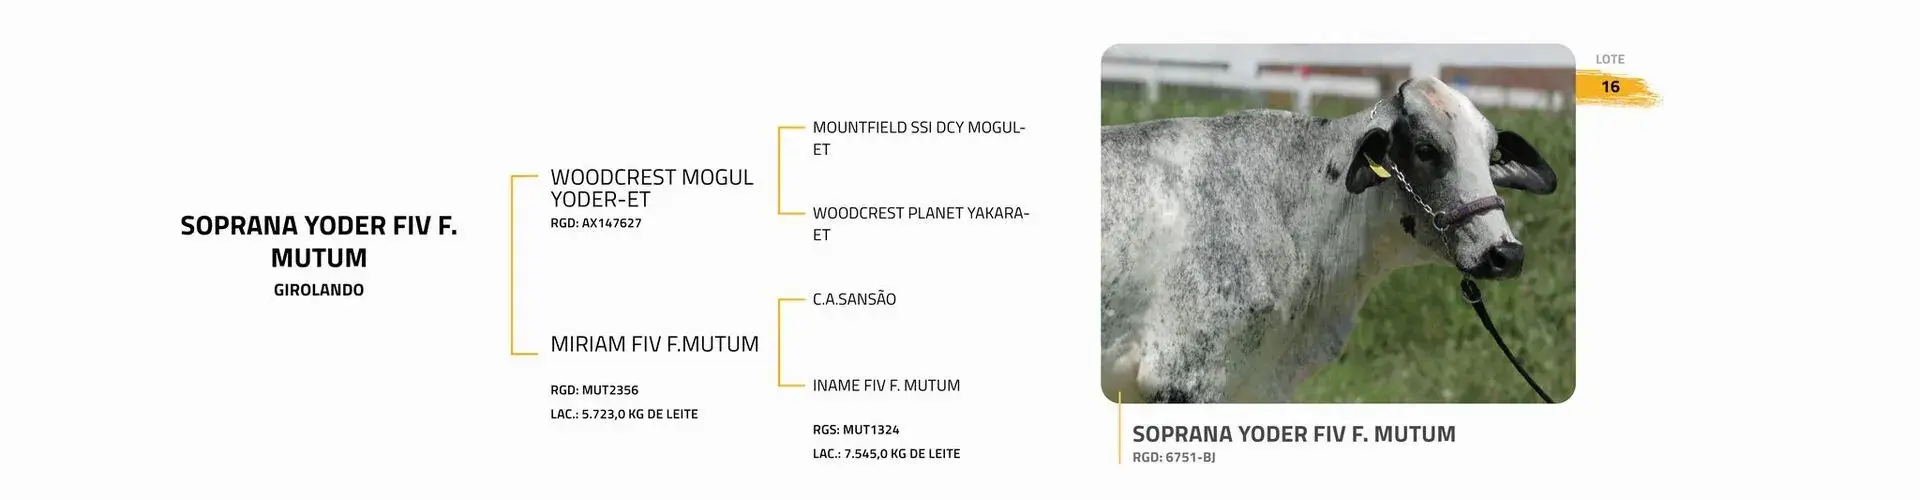 SOPRANA YODER FIV F.
MUTUM
GIROLANDO
WOODCREST MOGUL
YODER-ET
RGD: AX147627
MIRIAM FIV F.MUTUM
RGD: MUT2356
LAC.: 5.723,0 KG DE LEITE
MOUNTFIELD SSI DCY MOGUL-
ET
WOODCREST PLANET YAKARA-
ET
C.A.SANSÃO
INAME FIV F. MUTUM
RGS: MUT1324
LAC.: 7.545,0 KG DE LEITE
LOTE
16
SOPRANA YODER FIV F. MUTUM
RGD: 6751-BJ